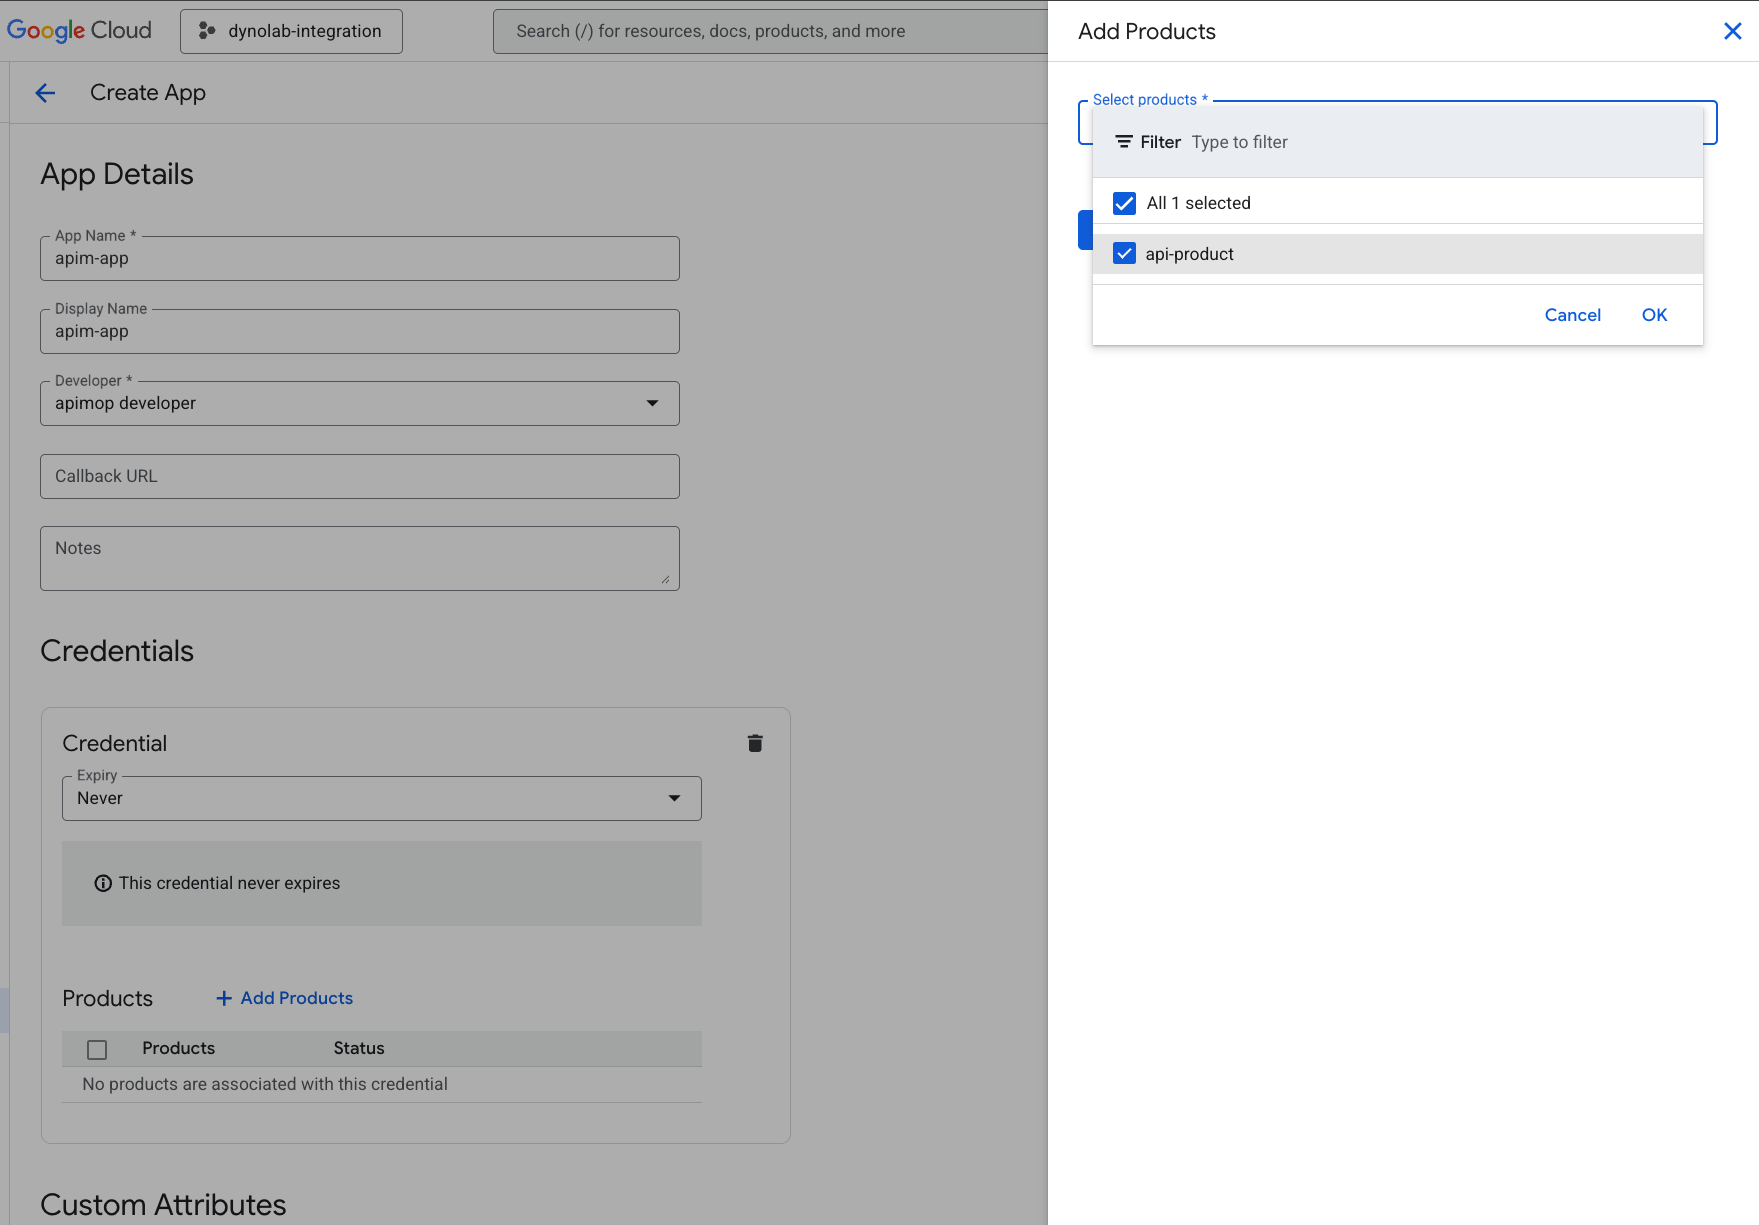 Google Cloud
dynolab-integration
Search (/) for resources, docs, products, and more
Create App
App Details
App Name *
apim-app
Display Name
apim-app
Developer *
apimop developer
Callback URL
Notes
Credentials
Credential
Expiry
Never
This credential never expires
Products
Add Products
Products Status
No products are associated with this credential
Custom Attributes
Add Products
Select products *
Filter Type to filter
All 1 selected
api-product
Cancel OK